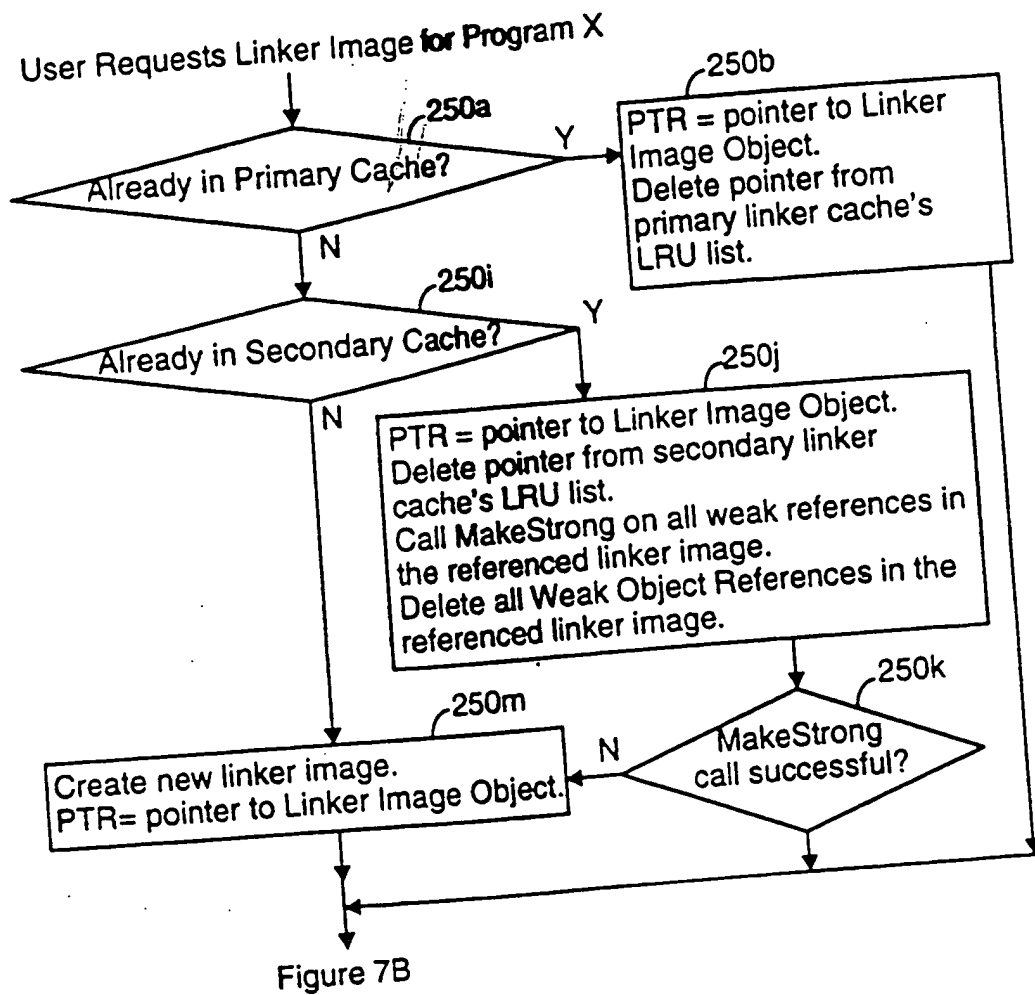 User Requests Linker Image for Program X
250a
Already in Primary Cache?
Y
N
250b
PTR = pointer to Linker
Image Object.
Delete pointer from
primary linker cache's
LRU list.
250i
Already in Secondary Cache?
Y
N
250j
PTR = pointer to Linker Image Object.
Delete pointer from secondary linker
cache's LRU list.
Call MakeStrong on all weak references in
the referenced linker image.
Delete all Weak Object References in the
referenced linker image.
250k
MakeStrong
call successful?
N
250m
Create new linker image.
PTR= pointer to Linker Image Object.
Figure 7B